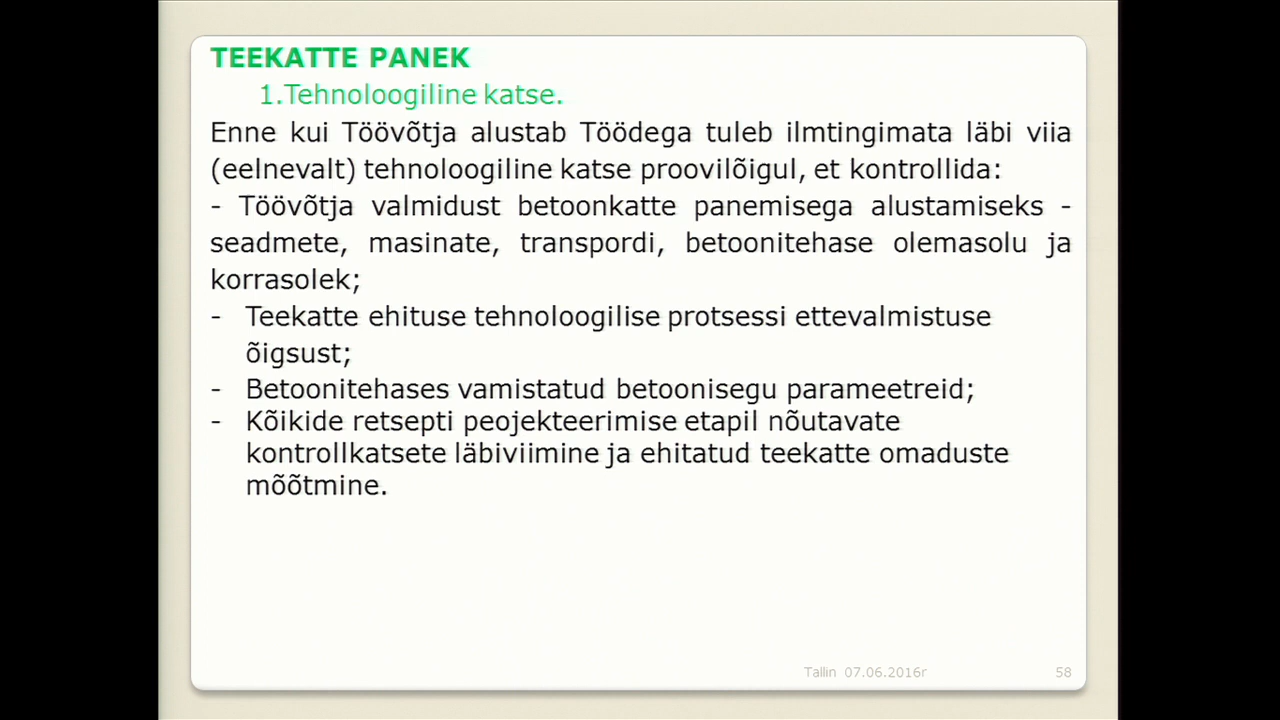 TEEKATTE PANEK
1.Tehnoloogiline katse.
Enne kui Töövõtja alustab Töödega tuleb ilmtingimata läbi viia
(eelnevalt) tehnoloogiline katse proovilõigul, et kontrollida:
- Töövõtja valmidust betoonkatte panemisega alustamiseks -
seadmete, masinate, transpordi, betoonitehase olemasolu ja
korrasolek;
- Teekatte ehituse tehnoloogilise protsessi ettevalmistuse
õigsust;
- Betoonitehases vamistatud betoonisegu parameetreid;
- Kõikide retsepti peojekteerimise etapil nõutavate
kontrollkatsete läbiviimine ja ehitatud teekatte omaduste
mõõtmine.
Tallin 07.06.2016r 58